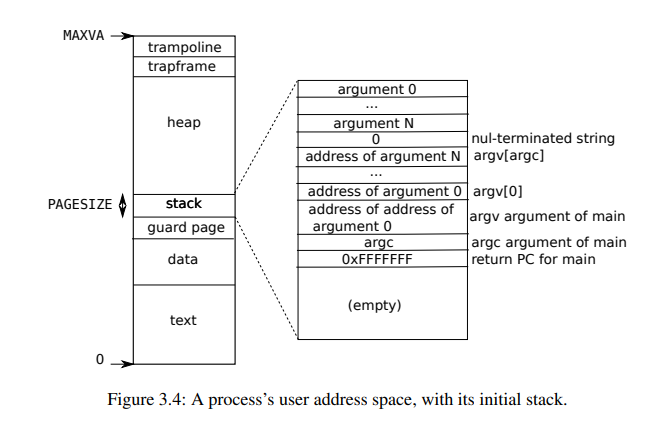 MAXVA
trampoline
trapframe
heap
PAGESIZE
stack
guard page
data
text
0
argument 0
...
argument N
0 nul-terminated string
address of argument N argv[argc]
...
address of argument 0 argv[0]
address of address of
argument 0 argv argument of main
argc argc argument of main
0xFFFFFFF return PC for main
(empty)
Figure 3.4: A process's user address space, with its initial stack.